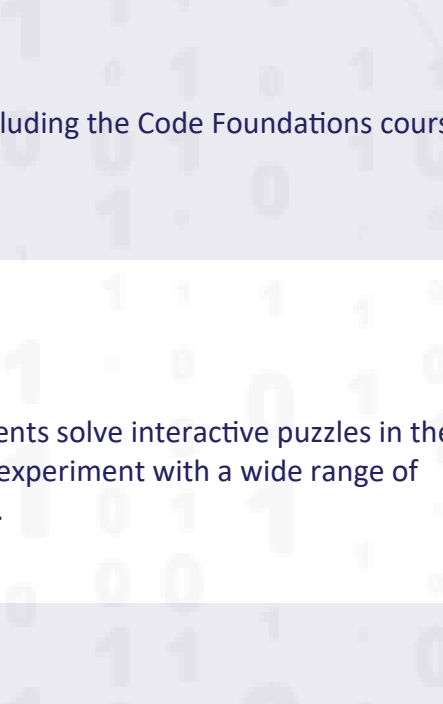 luding the Code Foundations cours
ents solve interactive puzzles in the
experiment with a wide range of
.